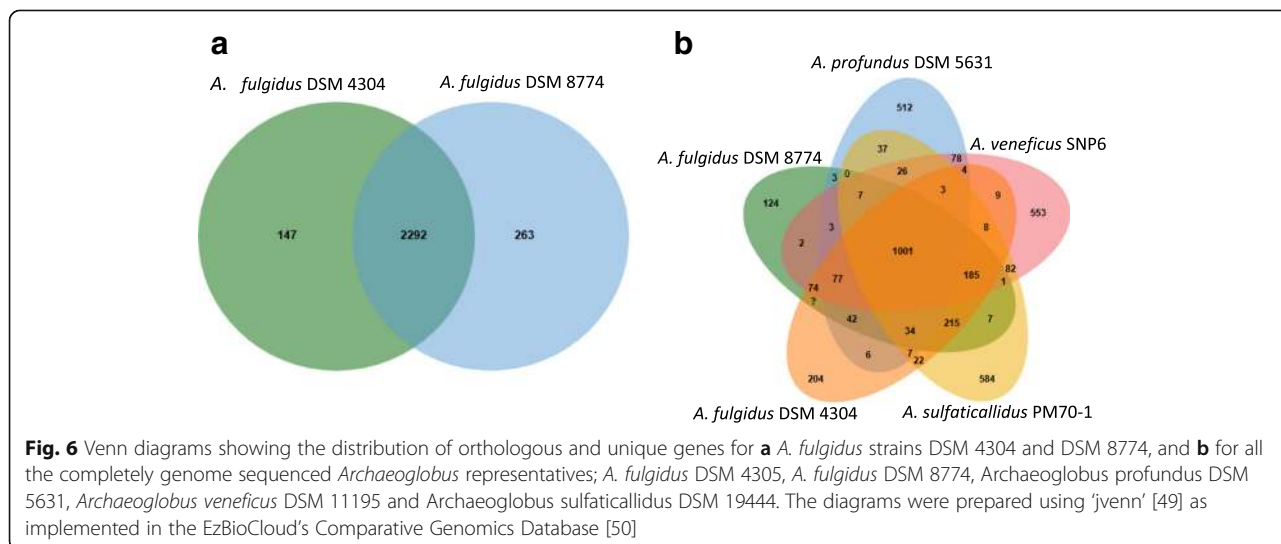 a
b
A. fulgidus DSM 4304
A. fulgidus DSM 8774
147
2292
263
A. profundus DSM 5631
A. veneficus SNP6
A. fulgidus DSM 8774
512
37
78
4
3
0
26
124
7
3
9
553
3
8
2
1001
82
185
1
77
74
?
42
34
215
7
6
7
22
204
584
A. fulgidus DSM 4304
A. sulfaticallidus PM70-1
Fig. 6 Venn diagrams showing the distribution of orthologous and unique genes for a A. fulgidus strains DSM 4304 and DSM 8774, and b for all
the completely genome sequenced Archaeoglobus representatives; A. fulgidus DSM 4305, A. fulgidus DSM 8774, Archaeoglobus profundus DSM
5631, Archaeoglobus veneficus DSM 11195 and Archaeoglobus sulfaticallidus DSM 19444. The diagrams were prepared using ‘jvenn’ [49] as
implemented in the EzBioCloud’s Comparative Genomics Database [50]